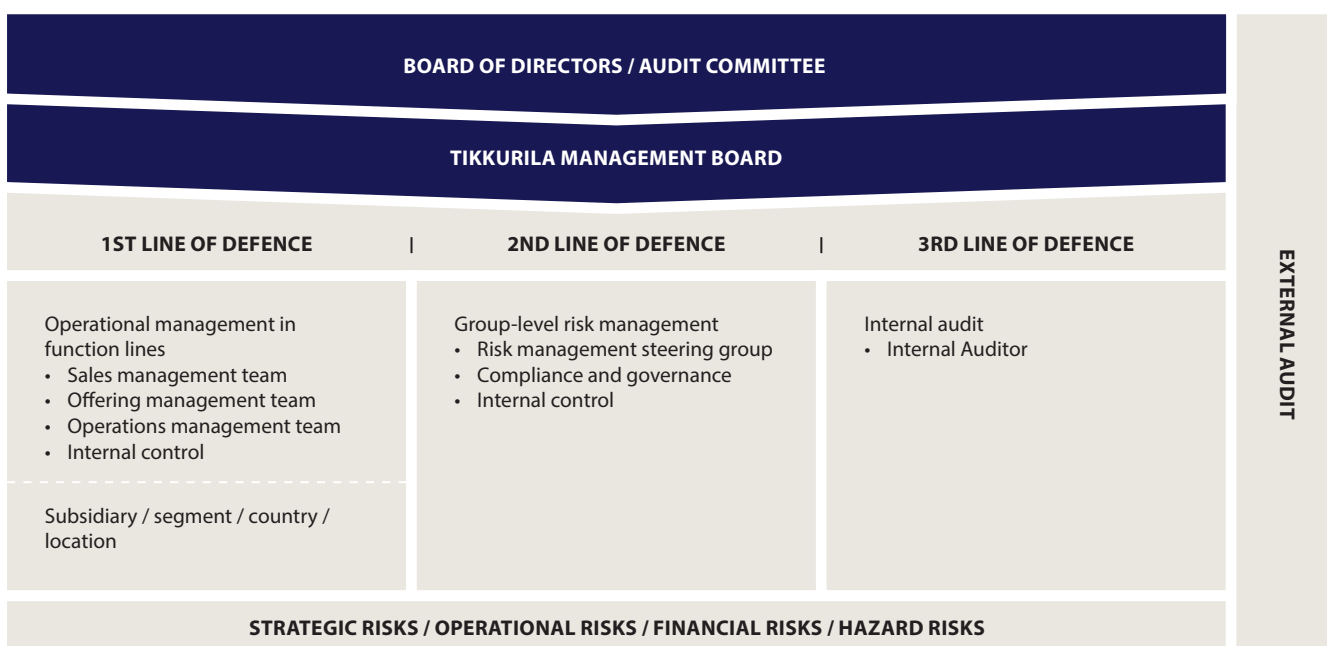 BOARD OF DIRECTORS / AUDIT COMMITTEE
TIKKURILA MANAGEMENT BOARD
1ST LINE OF DEFENCE | 2ND LINE OF DEFENCE | 3RD LINE OF DEFENCE
Operational management in
function lines
• Sales management team
• Offering management team
• Operations management team
• Internal control
Subsidiary / segment / country /
location
Group-level risk management
• Risk management steering group
• Compliance and governance
• Internal control
Internal audit
• Internal Auditor
STRATEGIC RISKS / OPERATIONAL RISKS / FINANCIAL RISKS / HAZARD RISKS
EXTERNAL AUDIT